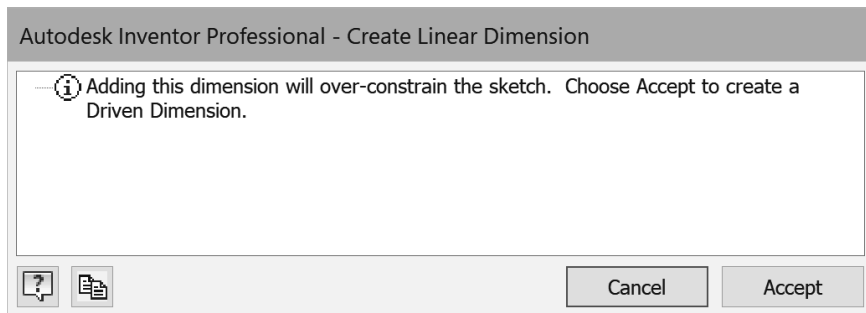 Autodesk Inventor Professional - Create Linear Dimension
Adding this dimension will over-constrain the sketch. Choose Accept to create a
Driven Dimension.
?
Cancel Accept